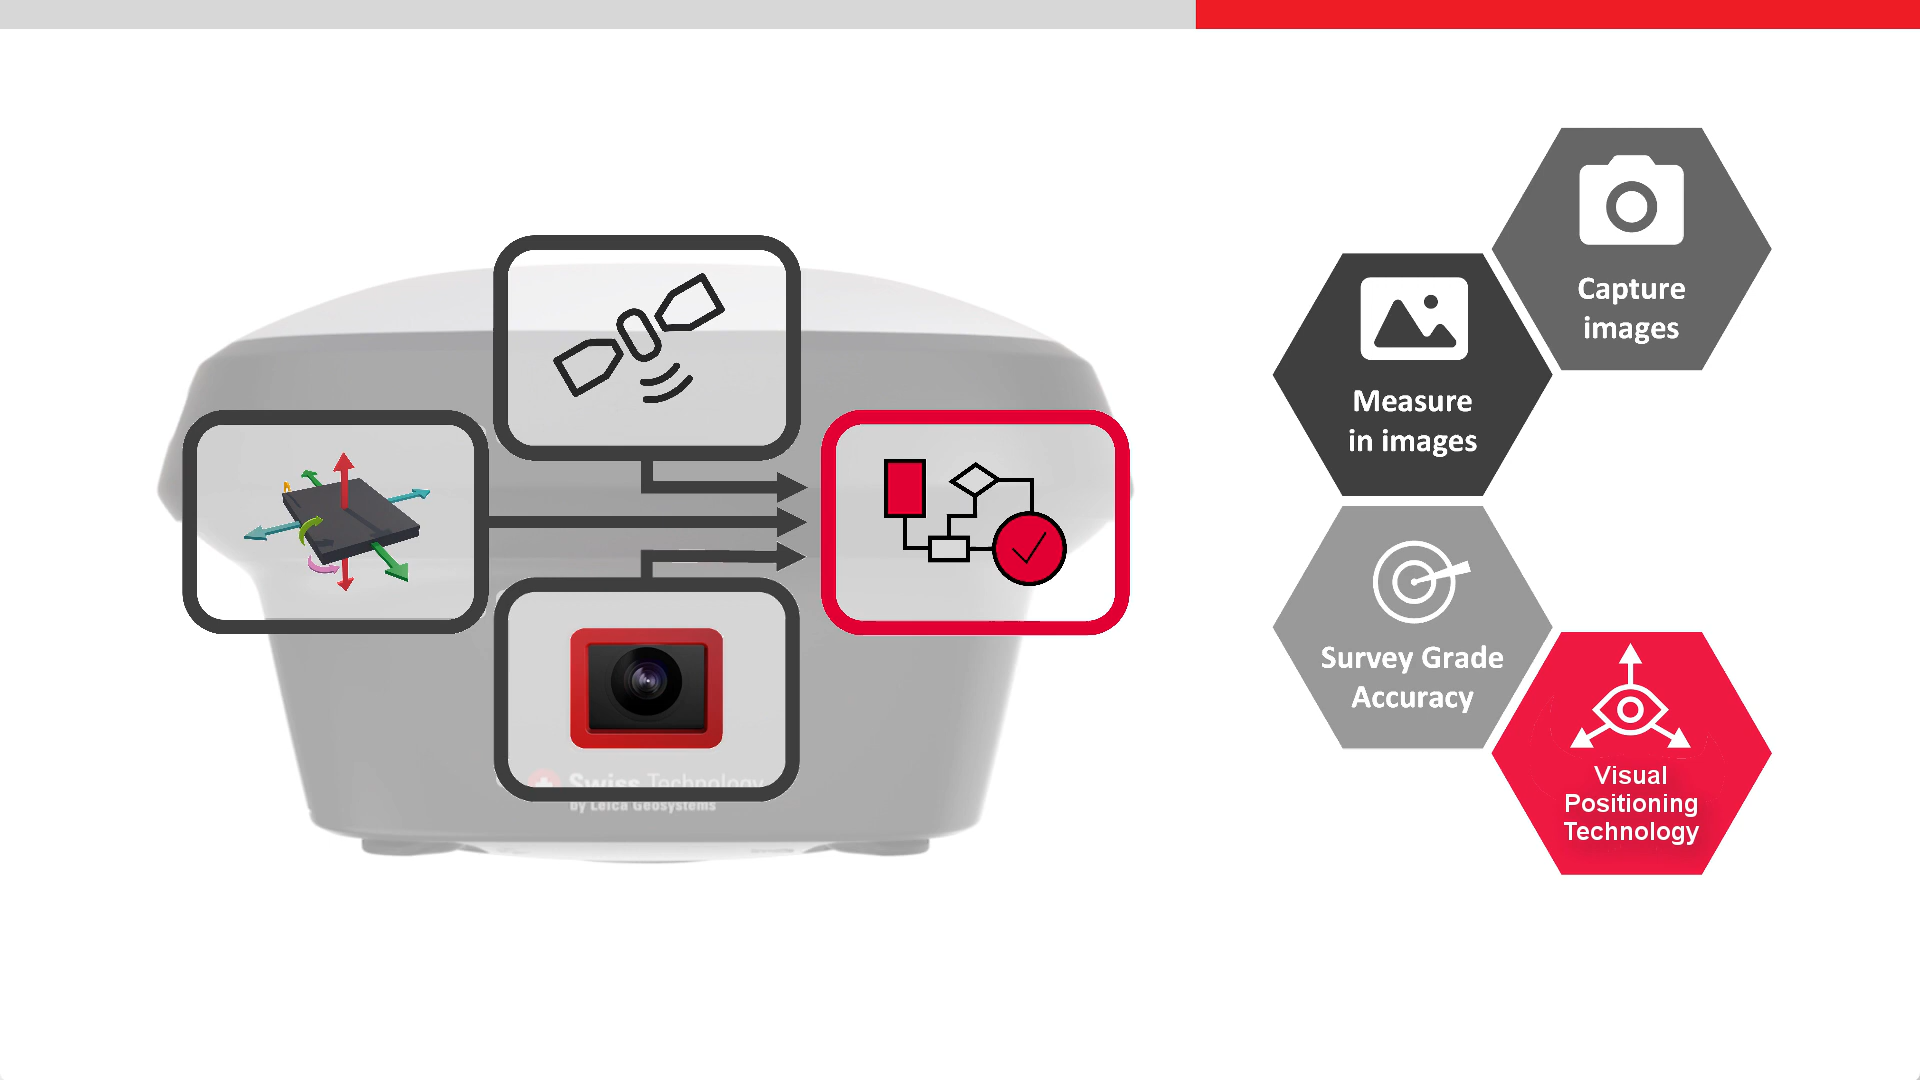 Capture
images
Measure
in images
Survey Grade
Accuracy
Visual
Positioning
Technology
Swiss Technology
by Leica Geosystems